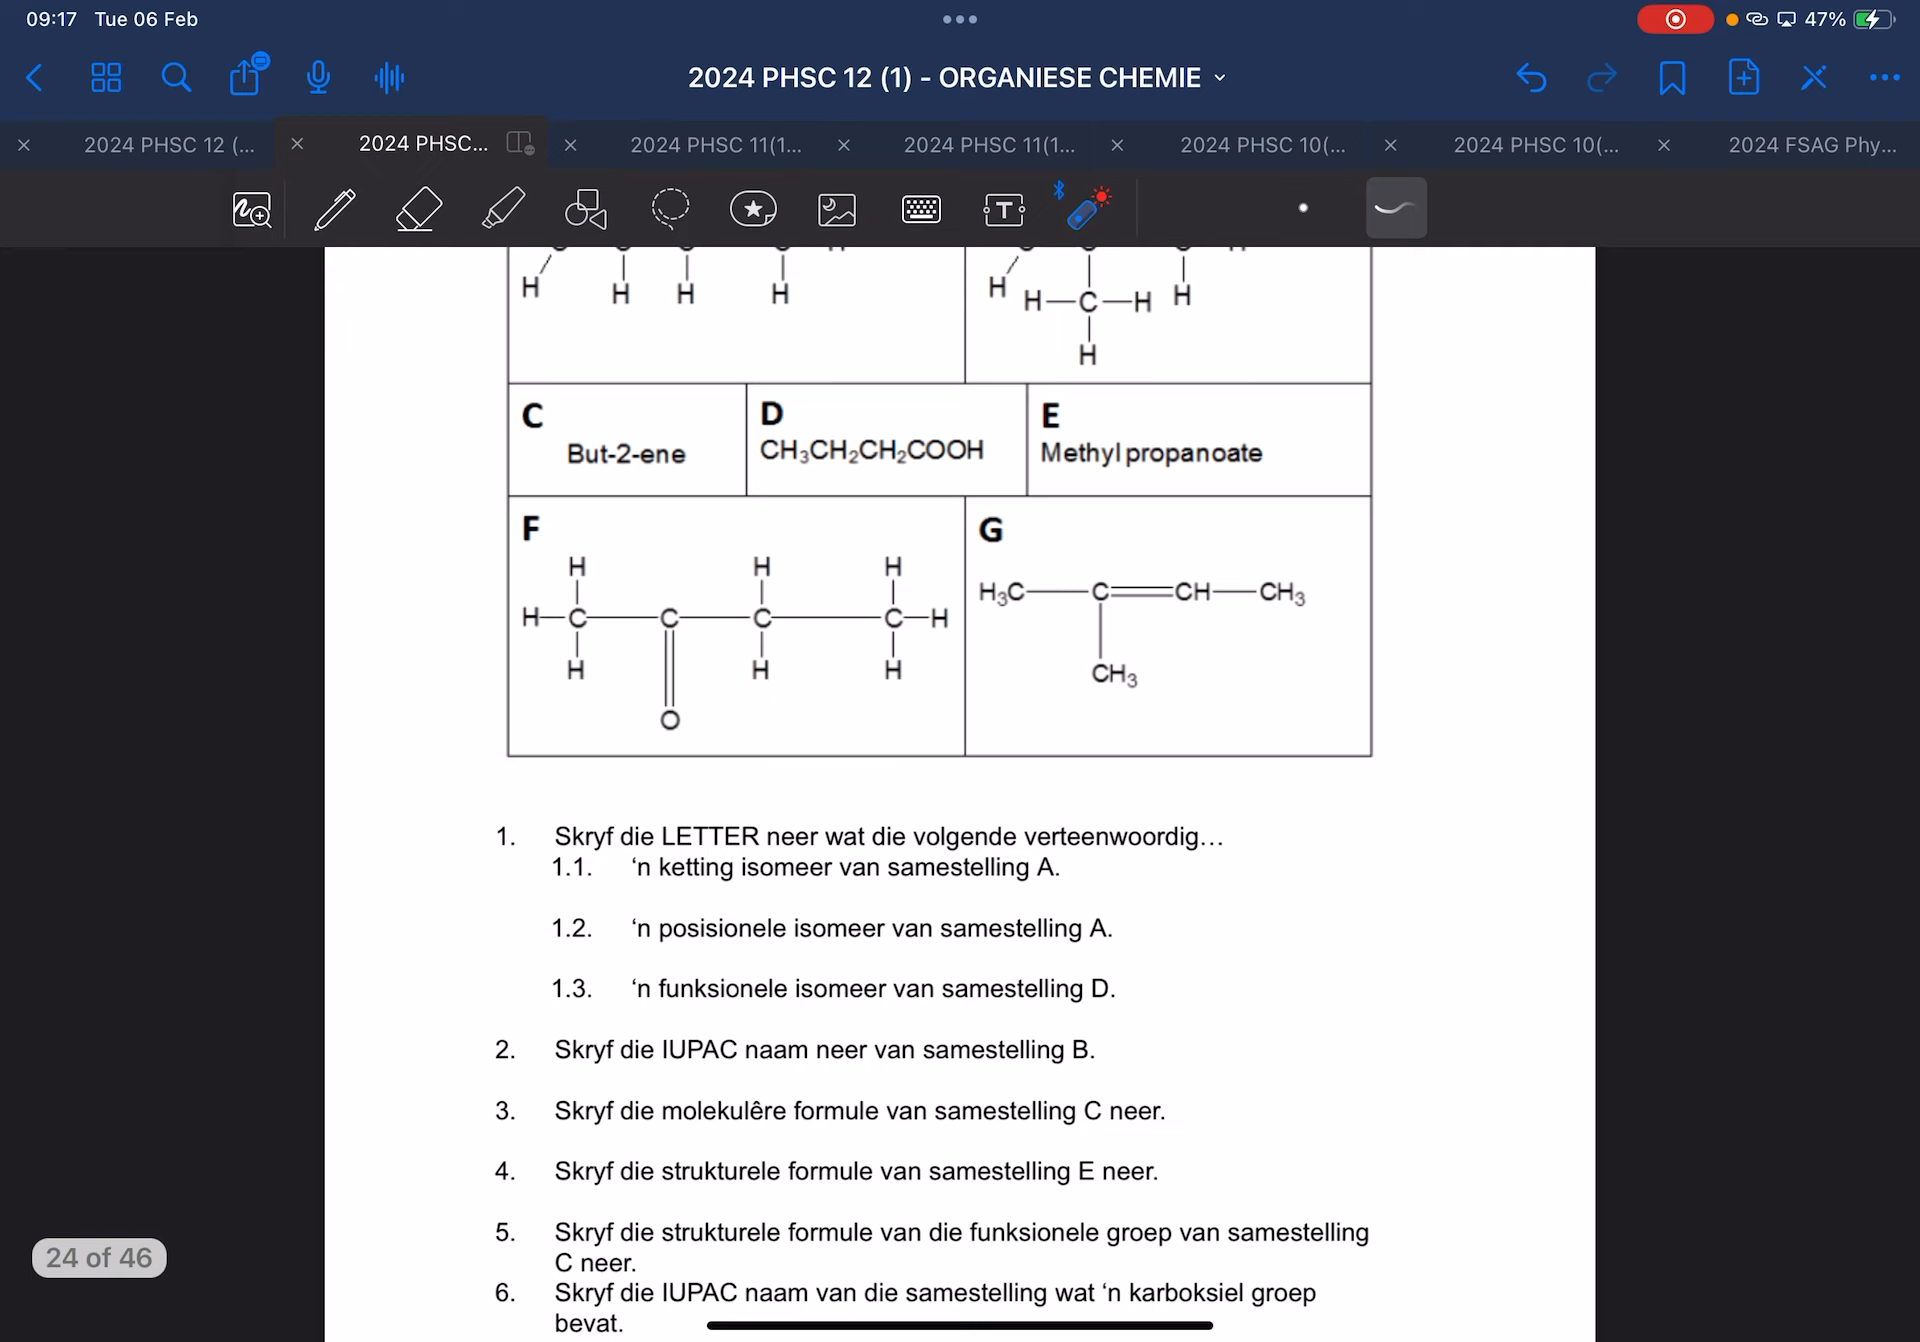 09:17 Tue 06 Feb
47%
2024 PHSC 12 (1) - ORGANIESE CHEMIE
2024 PHSC 12 (...
2024 PHSC...
2024 PHSC 11(1...
2024 PHSC 11(1...
2024 PHSC 10(...
2024 PHSC 10(...
2024 FSAG Phy...
H H H H
H H—C—H H
H
C
But-2-ene
D
CH₃CH₂CH₂COOH
E
Methyl propanoate
F
H H H
H—C—C—C—C—H
H H H
O
G
H₃C—C=CH—CH₃
CH₃
1. Skryf die LETTER neer wat die volgende verteenwoordig…
1.1. ‘n ketting isomeer van samestelling A.
1.2. ‘n posisionele isomeer van samestelling A.
1.3. ‘n funksionele isomeer van samestelling D.
2. Skryf die IUPAC naam neer van samestelling B.
3. Skryf die molekulêre formule van samestelling C neer.
4. Skryf die strukturele formule van samestelling E neer.
5. Skryf die strukturele formule van die funksionele groep van samestelling
C neer.
6. Skryf die IUPAC naam van die samestelling wat ‘n karboksiel groep
bevat.
24 of 46